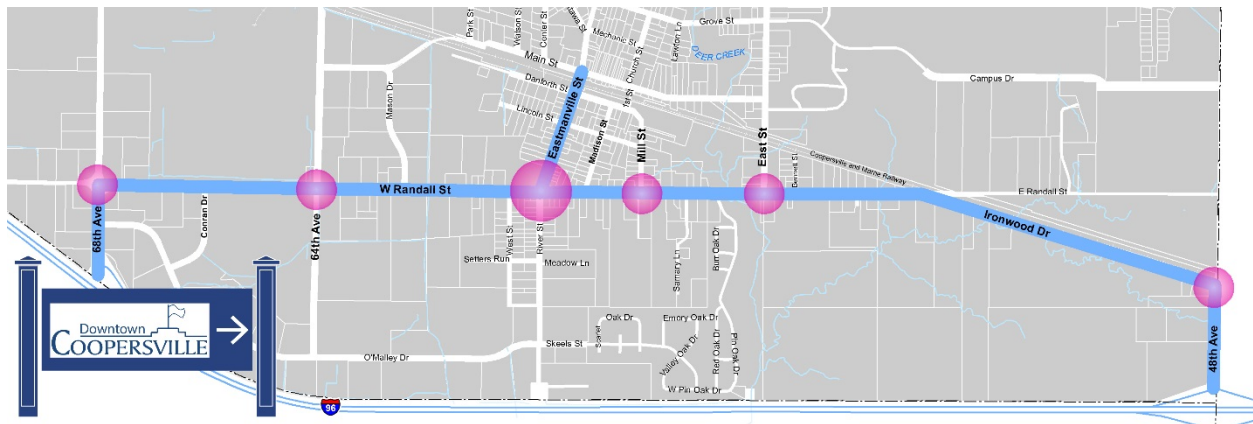 Park St
Watson St
Conier St
Ottawa St
Mechanic St
Church St
Lawton Ln
Grove St
DEER CREEK
Main St
Danforth St
Lincoln St
1st St
Campus Dr
Mason Dr
Eastmanville St
Madison St
Mill St
East St
Bennett St
Coopersville and Marne Railway
W Randall St
E Randall St
68th Ave
Conran Dr
64th Ave
West St
River St
Ironwood Dr
Setters Run
Meadow Ln
Samary Ln
Burr Oak Dr
48th Ave
Downtown
COOPERSVILLE
Oak Dr
Scarlet
Emory Oak Dr
Skeels St
O'Malley Dr
Valley Oak Dr
Red Oak Dr
Pin Oak Dr
W Pin Oak Dr
96